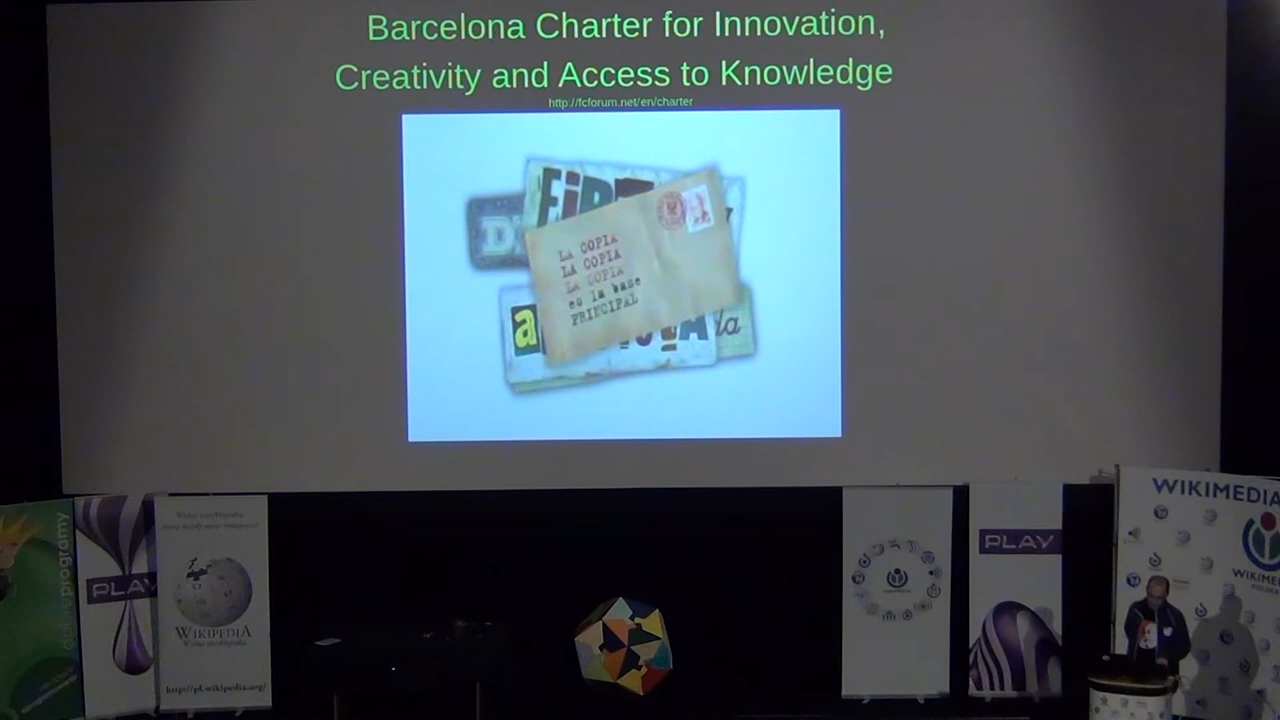 Barcelona Charter for Innovation,
Creativity and Access to Knowledge
http://fcforum.net/en/charter
LA COPIA
LA COPIA
LA COPIA
es la base
PRINCIPAL
da
PLAY
WIKIPEDIA
Wolna encyklopedia
http://pl.wikipedia.org/
PLAY
WIKIMEDIA